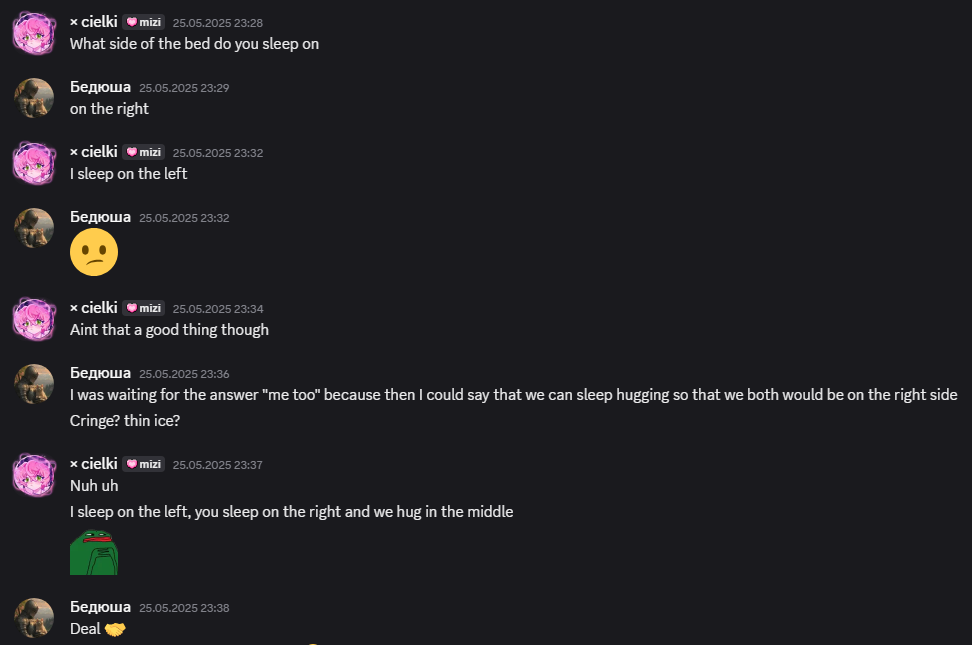 × cielki mizi 25.05.2025 23:28
What side of the bed do you sleep on
Бедюша 25.05.2025 23:29
on the right
× cielki mizi 25.05.2025 23:32
I sleep on the left
Бедюша 25.05.2025 23:32
× cielki mizi 25.05.2025 23:34
Aint that a good thing though
Бедюша 25.05.2025 23:36
I was waiting for the answer "me too" because then I could say that we can sleep hugging so that we both would be on the right side
Cringe? thin ice?
× cielki mizi 25.05.2025 23:37
Nuh uh
I sleep on the left, you sleep on the right and we hug in the middle
Бедюша 25.05.2025 23:38
Deal 🤝